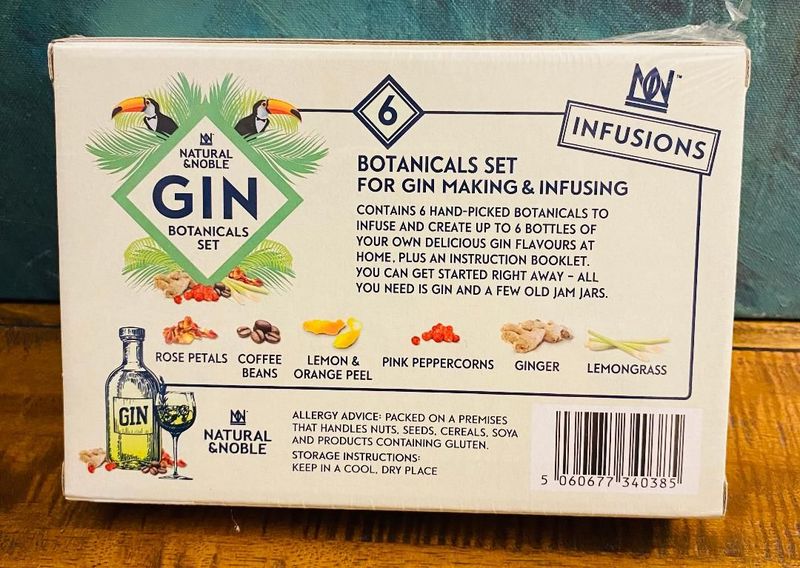 NATURAL
&NOBLE
GIN
BOTANICALS
SET
6
™
INFUSIONS
BOTANICALS SET
FOR GIN MAKING & INFUSING
CONTAINS 6 HAND-PICKED BOTANICALS TO
INFUSE AND CREATE UP TO 6 BOTTLES OF
YOUR OWN DELICIOUS GIN FLAVOURS AT
HOME, PLUS AN INSTRUCTION BOOKLET.
YOU CAN GET STARTED RIGHT AWAY – ALL
YOU NEED IS GIN AND A FEW OLD JAM JARS.
ROSE PETALS
COFFEE
BEANS
LEMON &
ORANGE PEEL
PINK PEPPERCORNS
GINGER
LEMONGRASS
GIN
NATURAL
&NOBLE
ALLERGY ADVICE: PACKED ON A PREMISES
THAT HANDLES NUTS, SEEDS, CEREALS, SOYA
AND PRODUCTS CONTAINING GLUTEN.
STORAGE INSTRUCTIONS:
KEEP IN A COOL, DRY PLACE
5 060677 340385